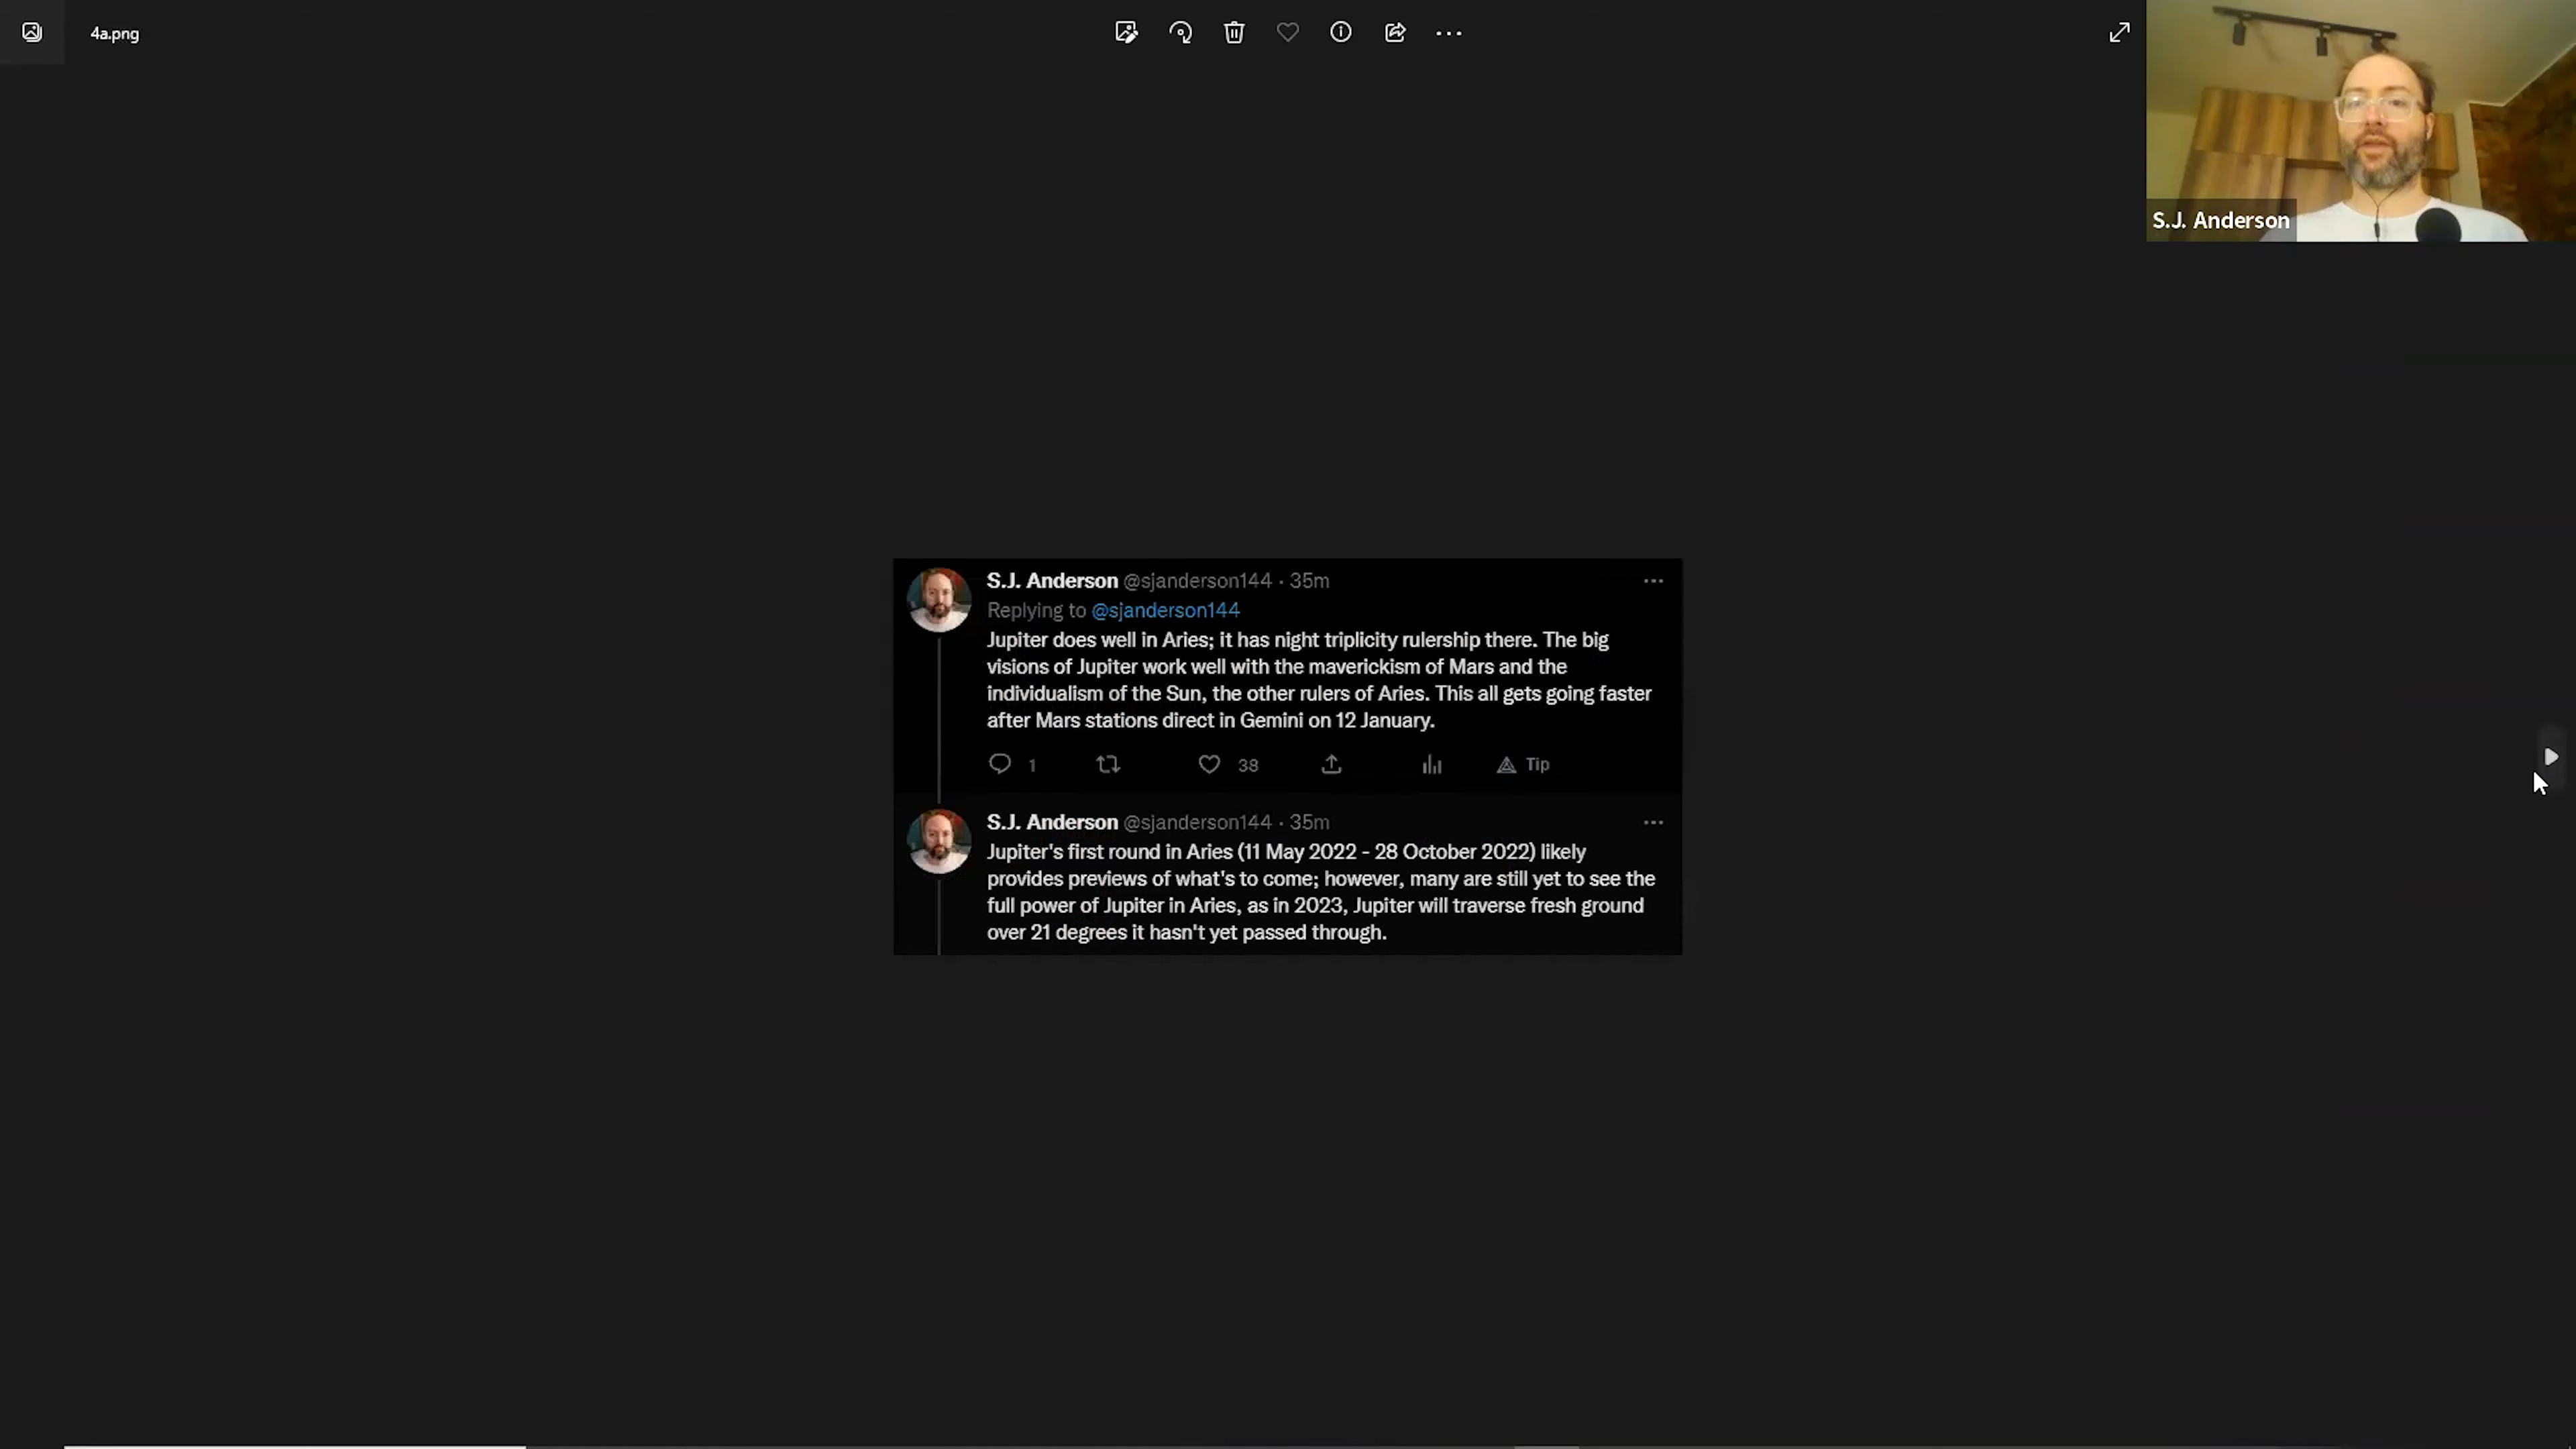 4a.png
S.J. Anderson
S.J. Anderson @sjanderson144 · 35m
Replying to @sjanderson144
Jupiter does well in Aries; it has night triplicity rulership there. The big
visions of Jupiter work well with the maverickism of Mars and the
individualism of the Sun, the other rulers of Aries. This all gets going faster
after Mars stations direct in Gemini on 12 January.
1 38 Tip
S.J. Anderson @sjanderson144 · 35m
Jupiter's first round in Aries (11 May 2022 - 28 October 2022) likely
provides previews of what's to come; however, many are still yet to see the
full power of Jupiter in Aries, as in 2023, Jupiter will traverse fresh ground
over 21 degrees it hasn't yet passed through.